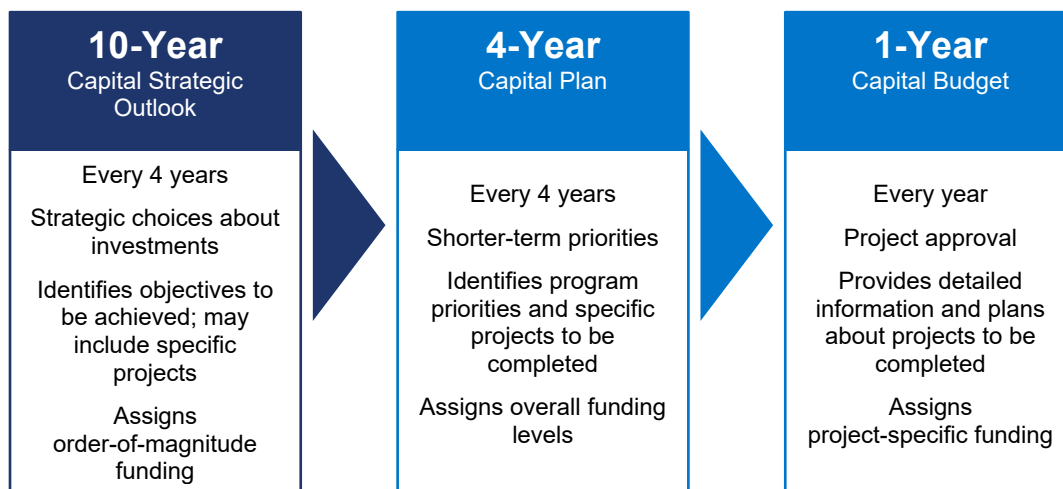 10-Year
Capital Strategic
Outlook
Every 4 years
Strategic choices about
investments
Identifies objectives to
be achieved; may
include specific
projects
Assigns
order-of-magnitude
funding
4-Year
Capital Plan
Every 4 years
Shorter-term priorities
Identifies program
priorities and specific
projects to be
completed
Assigns overall funding
levels
1-Year
Capital Budget
Every year
Project approval
Provides detailed
information and plans
about projects to be
completed
Assigns
project-specific funding